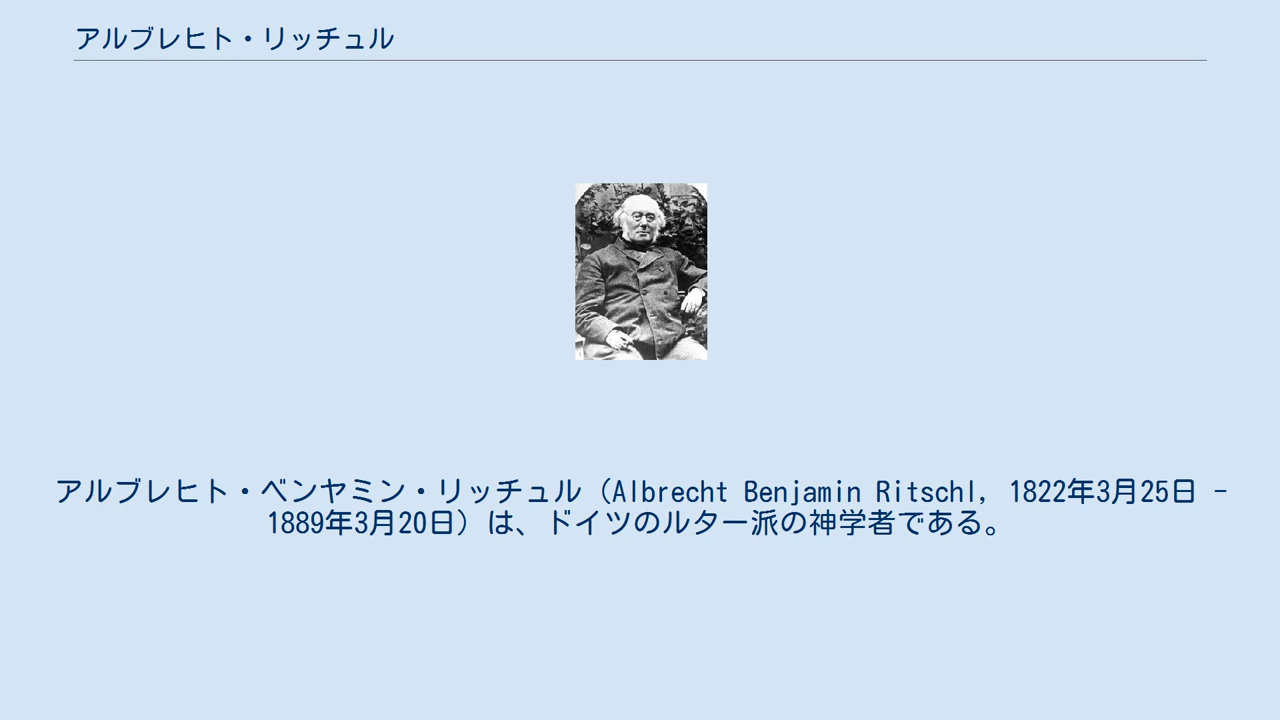 アルブレヒト・リッチュル
アルブレヒト・ベンヤミン・リッチュル（Albrecht Benjamin Ritschl, 1822年3月25日 -
1889年3月20日）は、ドイツのルター派の神学者である。